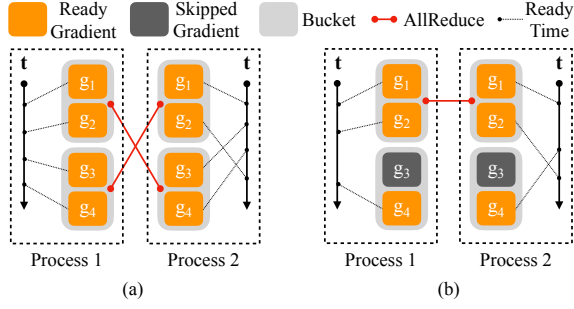 Ready Gradient
Skipped Gradient
Bucket
AllReduce
Ready Time
t
g1
g2
g3
g4
Process 1
g1
g2
g3
g4
t
Process 2
(a)
t
g1
g2
g3
g4
Process 1
g1
g2
g3
g4
t
Process 2
(b)